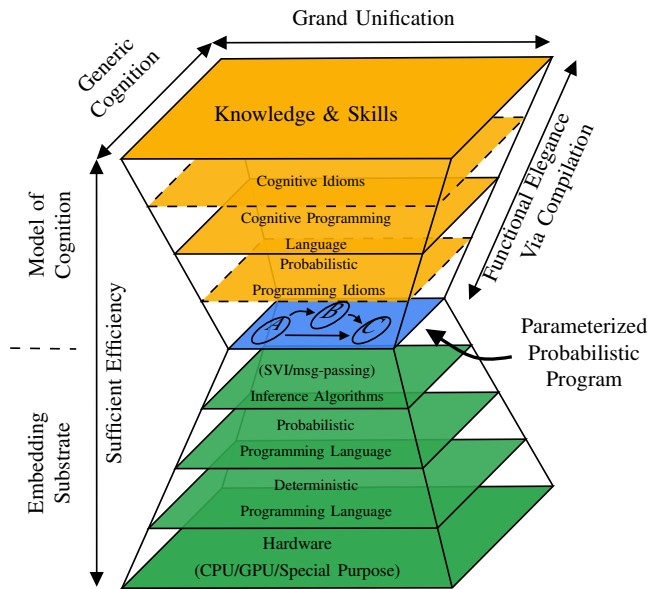 Grand Unification
Generic
Cognition
Knowledge & Skills
Functional Elegance
Via Compilation
Model of
Cognition
Cognitive Idioms
Cognitive Programming
Language
Probabilistic
Programming Idioms
A
B
C
Parameterized
Probabilistic
Program
Sufficient Efficiency
Embedding
Substrate
(SVI/msg-passing)
Inference Algorithms
Probabilistic
Programming Language
Deterministic
Programming Language
Hardware
(CPU/GPU/Special Purpose)